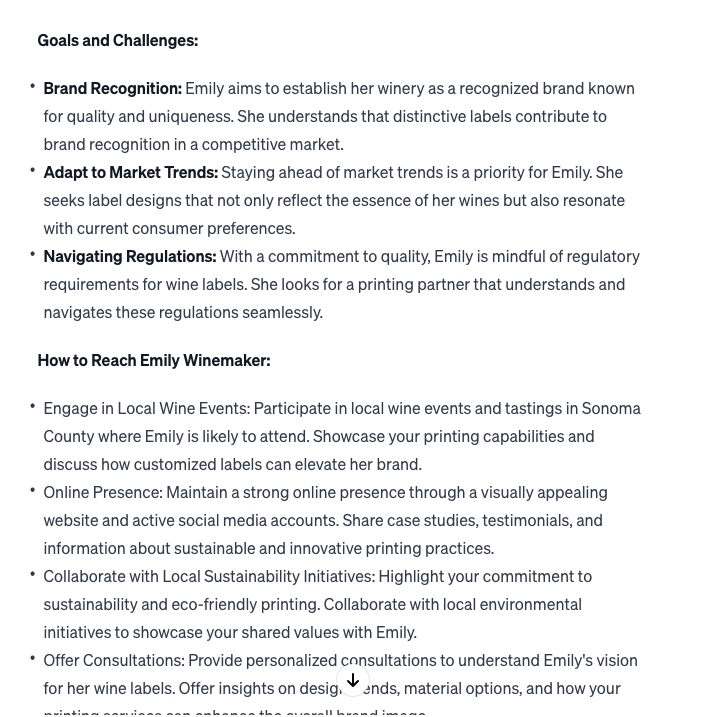 Goals and Challenges:
• Brand Recognition: Emily aims to establish her winery as a recognized brand known
for quality and uniqueness. She understands that distinctive labels contribute to
brand recognition in a competitive market.
• Adapt to Market Trends: Staying ahead of market trends is a priority for Emily. She
seeks label designs that not only reflect the essence of her wines but also resonate
with current consumer preferences.
• Navigating Regulations: With a commitment to quality, Emily is mindful of regulatory
requirements for wine labels. She looks for a printing partner that understands and
navigates these regulations seamlessly.
How to Reach Emily Winemaker:
• Engage in Local Wine Events: Participate in local wine events and tastings in Sonoma
County where Emily is likely to attend. Showcase your printing capabilities and
discuss how customized labels can elevate her brand.
• Online Presence: Maintain a strong online presence through a visually appealing
website and active social media accounts. Share case studies, testimonials, and
information about sustainable and innovative printing practices.
• Collaborate with Local Sustainability Initiatives: Highlight your commitment to
sustainability and eco-friendly printing. Collaborate with local environmental
initiatives to showcase your shared values with Emily.
• Offer Consultations: Provide personalized consultations to understand Emily's vision
for her wine labels. Offer insights on design trends, material options, and how your
printing services can enhance the overall brand image.